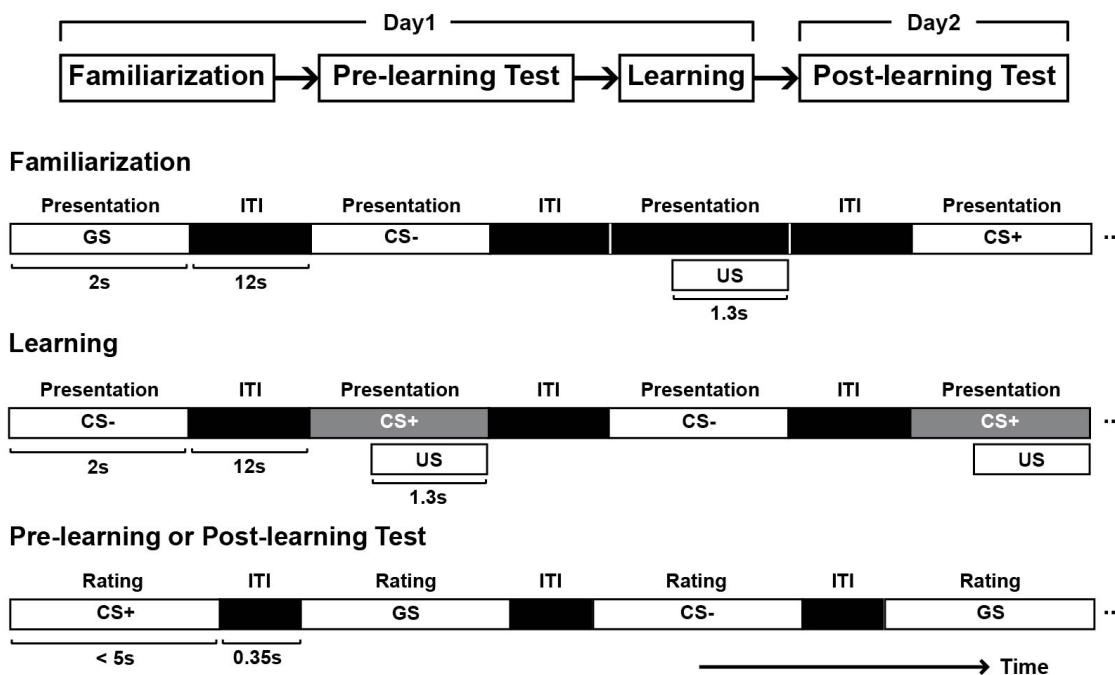 Day1 Day2
Familiarization Pre-learning Test Learning Post-learning Test
Familiarization
Presentation ITI Presentation ITI Presentation ITI Presentation
GS CS- CS+ ..
2s 12s US
1.3s
Learning
Presentation ITI Presentation ITI Presentation ITI Presentation
CS- CS+ CS- CS+ ..
2s 12s US US
1.3s
Pre-learning or Post-learning Test
Rating ITI Rating ITI Rating ITI Rating
CS+ GS CS- GS ..
< 5s 0.35s
Time